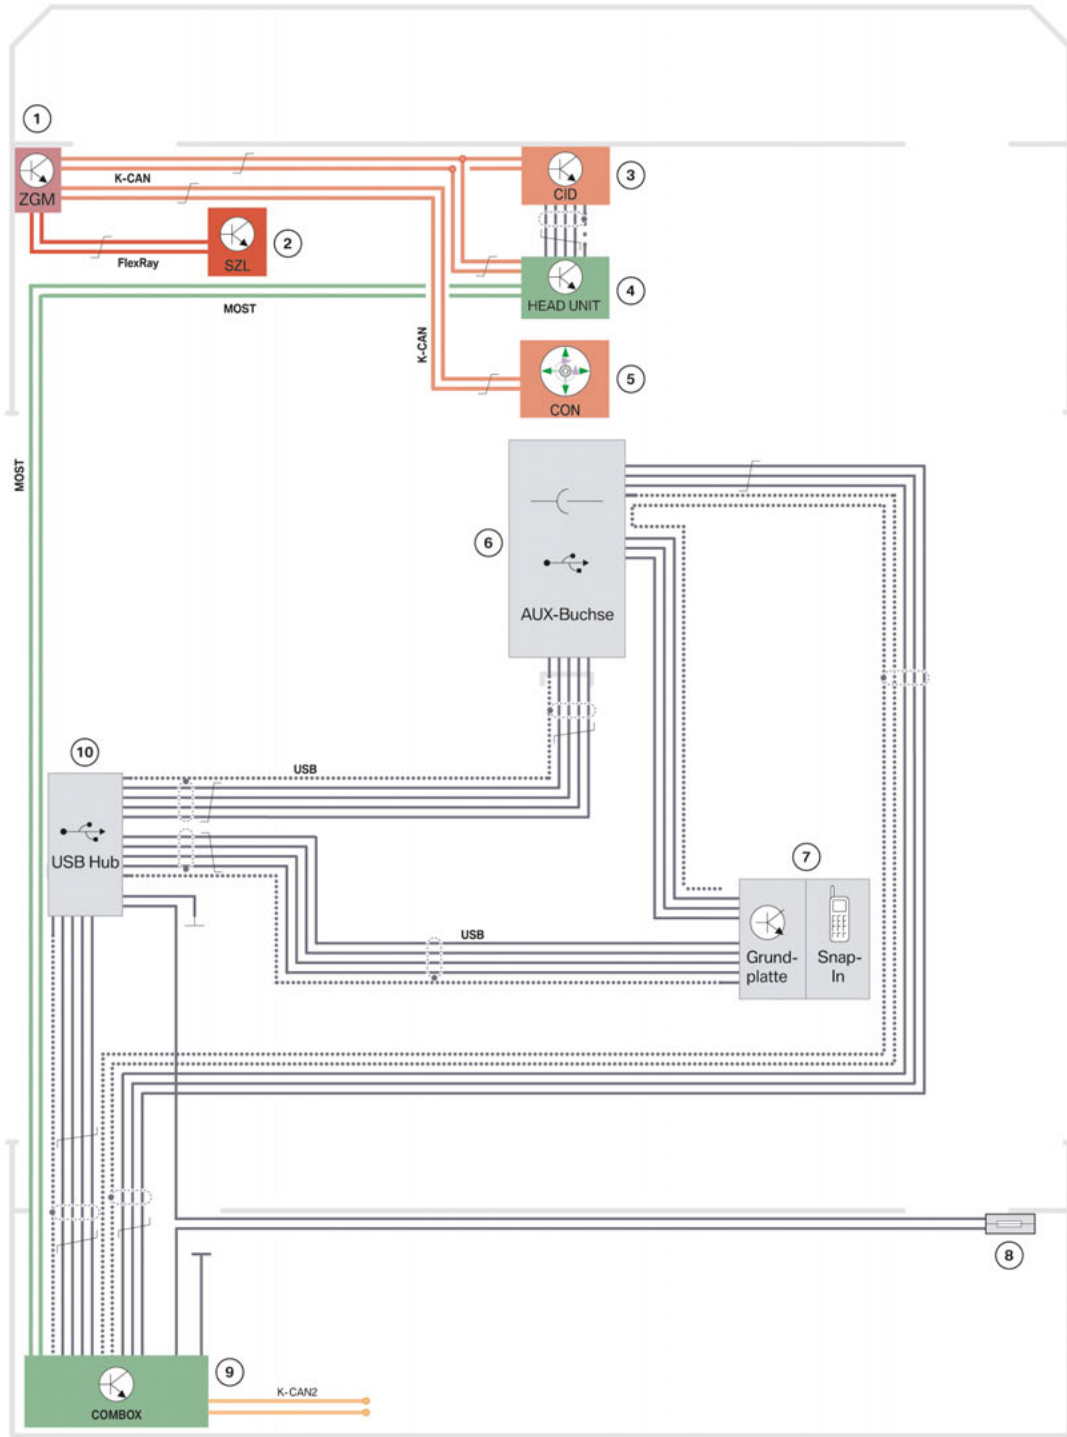 1
ZGM
K-CAN
CID
3
2
SZL
FlexRay
4
HEAD UNIT
MOST
K-CAN
5
CON
MOST
6
AUX-Buchse
10
USB
USB Hub
7
USB
Grund-
platte
Snap-
In
8
9
K-CAN2
COMBOX